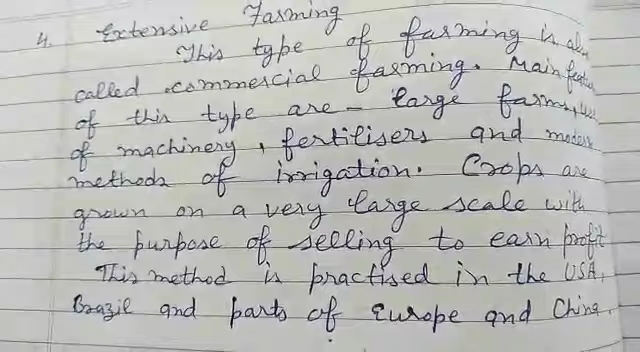 4. Extensive Farming
This type of farming is also
called commercial farming. Main featu
of this type are - large farms, use
of machinery, fertilisers and modern
methods of irrigation. Crops are
grown on a very large scale with
the purpose of selling to earn profit
This method is practised in the USA,
Brazil and parts of Europe and China.